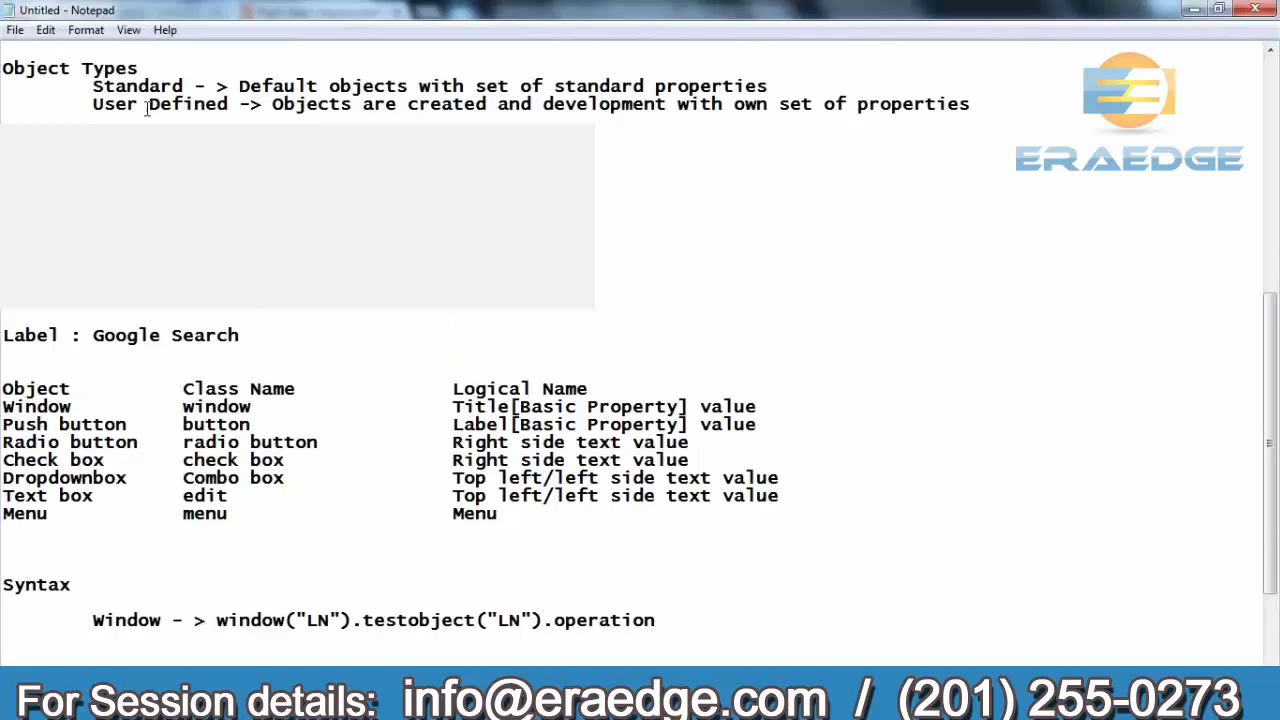 Untitled - Notepad
File Edit Format View Help
Object Types
Standard - > Default objects with set of standard properties
User Defined -> Objects are created and development with own set of properties
ERAEDGE
Label : Google Search
Object Class Name Logical Name
Window window Title[Basic Property] value
Push button button Label[Basic Property] value
Radio button radio button Right side text value
Check box check box Right side text value
Dropdownbox Combo box Top left/left side text value
Text box edit Top left/left side text value
Menu menu Menu
Syntax
Window - > window("LN").testobject("LN").operation
For Session details: info@eraedge.com / (201) 255-0273